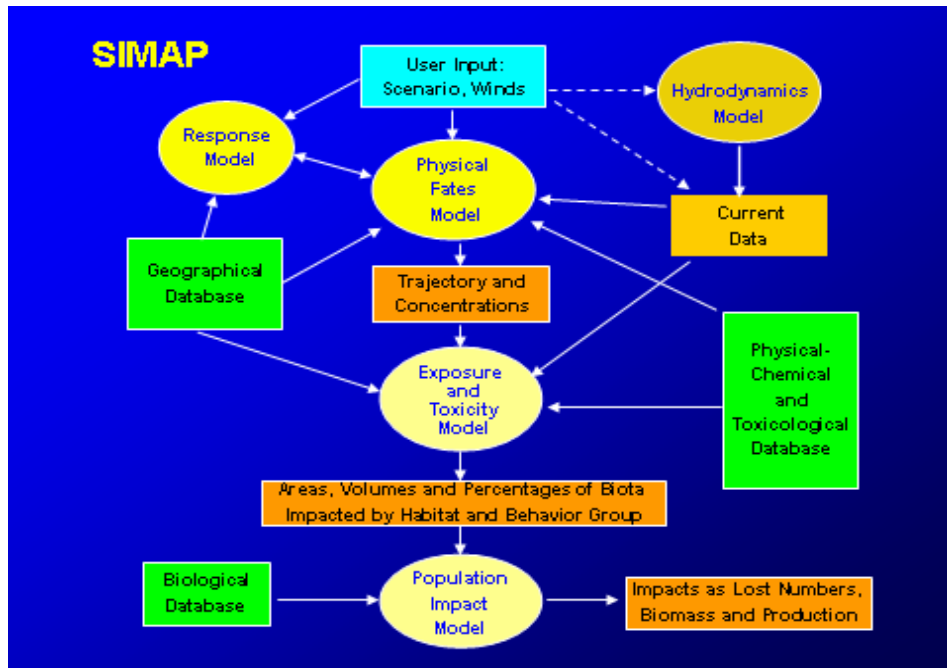 SIMAP
User Input:
Scenario, Winds
Hydrodynamics
Model
Response
Model
Physical
Fates
Model
Current
Data
Geographical
Database
Trajectory and
Concentrations
Physical-
Chemical
and
Toxicological
Database
Exposure
and
Toxicity
Model
Areas, Volumes and Percentages of Biota
Impacted by Habitat and Behavior Group
Biological
Database
Population
Impact
Model
Impacts as Lost Numbers,
Biomass and Production